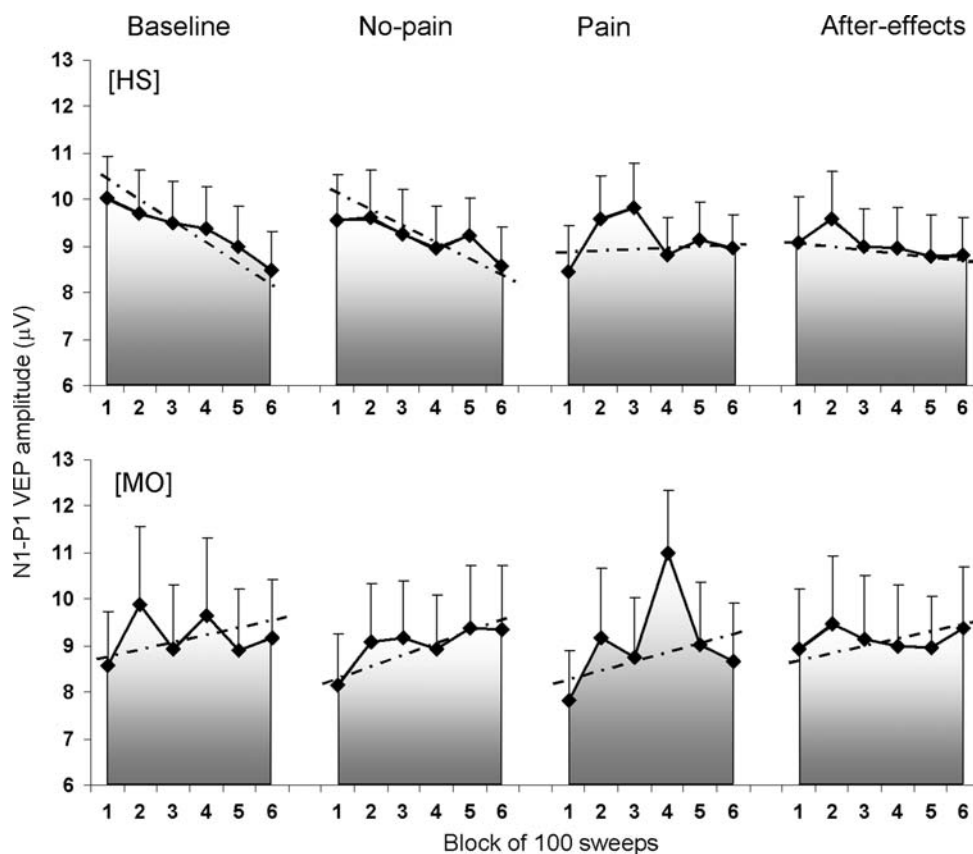 Baseline No-pain Pain After-effects
[HS]
13
12
11
10
9
8
7
6
1 2 3 4 5 6 1 2 3 4 5 6 1 2 3 4 5 6 1 2 3 4 5 6
N1-P1 VEP amplitude (µV)
[MO]
13
12
11
10
9
8
7
6
1 2 3 4 5 6 1 2 3 4 5 6 1 2 3 4 5 6 1 2 3 4 5 6
Block of 100 sweeps